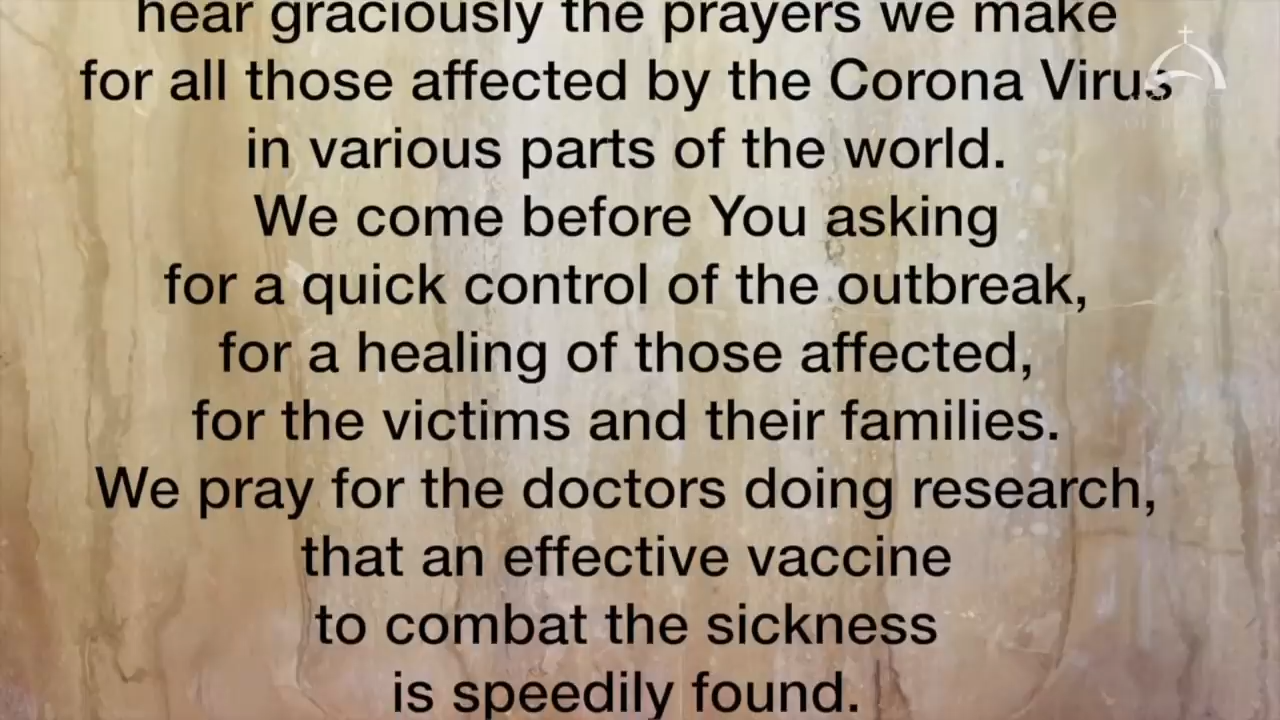 hear graciously the prayers we make
for all those affected by the Corona Virus
in various parts of the world.
We come before You asking
for a quick control of the outbreak,
for a healing of those affected,
for the victims and their families.
We pray for the doctors doing research,
that an effective vaccine
to combat the sickness
is speedily found.